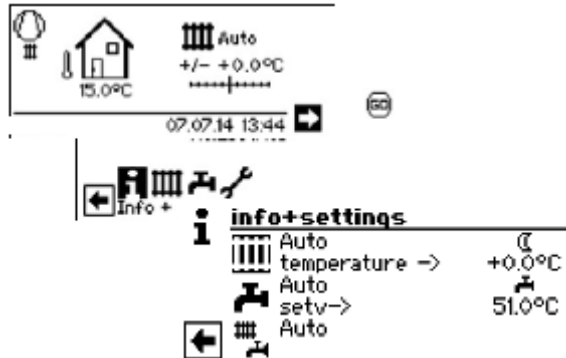 Auto
+/- +0.0°C
15.0°C
07.07.14 13:44
GO
Info +
i info+settings
Auto
temperature -> +0.0°C
Auto
setv-> 51.0°C
Auto